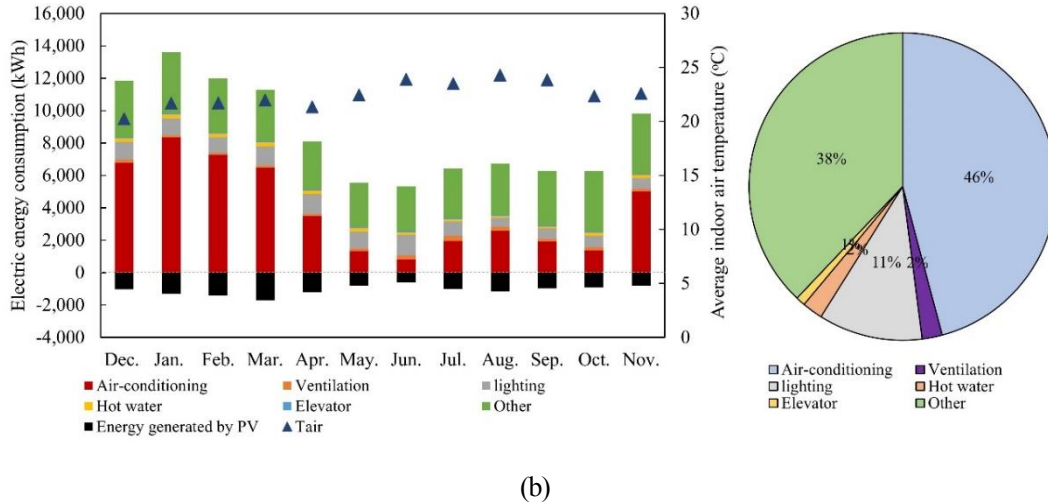 Electric energy consumption (kWh)
16,000
14,000
12,000
10,000
8,000
6,000
4,000
2,000
0
-2,000
-4,000
30
25
20
15
10
5
0
Average indoor air temperature (°C)
Dec. Jan. Feb. Mar. Apr. May. Jun. Jul. Aug. Sep. Oct. Nov.
Air-conditioning Ventilation lighting
Hot water Elevator Other
Energy generated by PV Tair
38%
46%
1%
2%
11%
2%
Air-conditioning Ventilation
lighting Hot water
Elevator Other
(b)